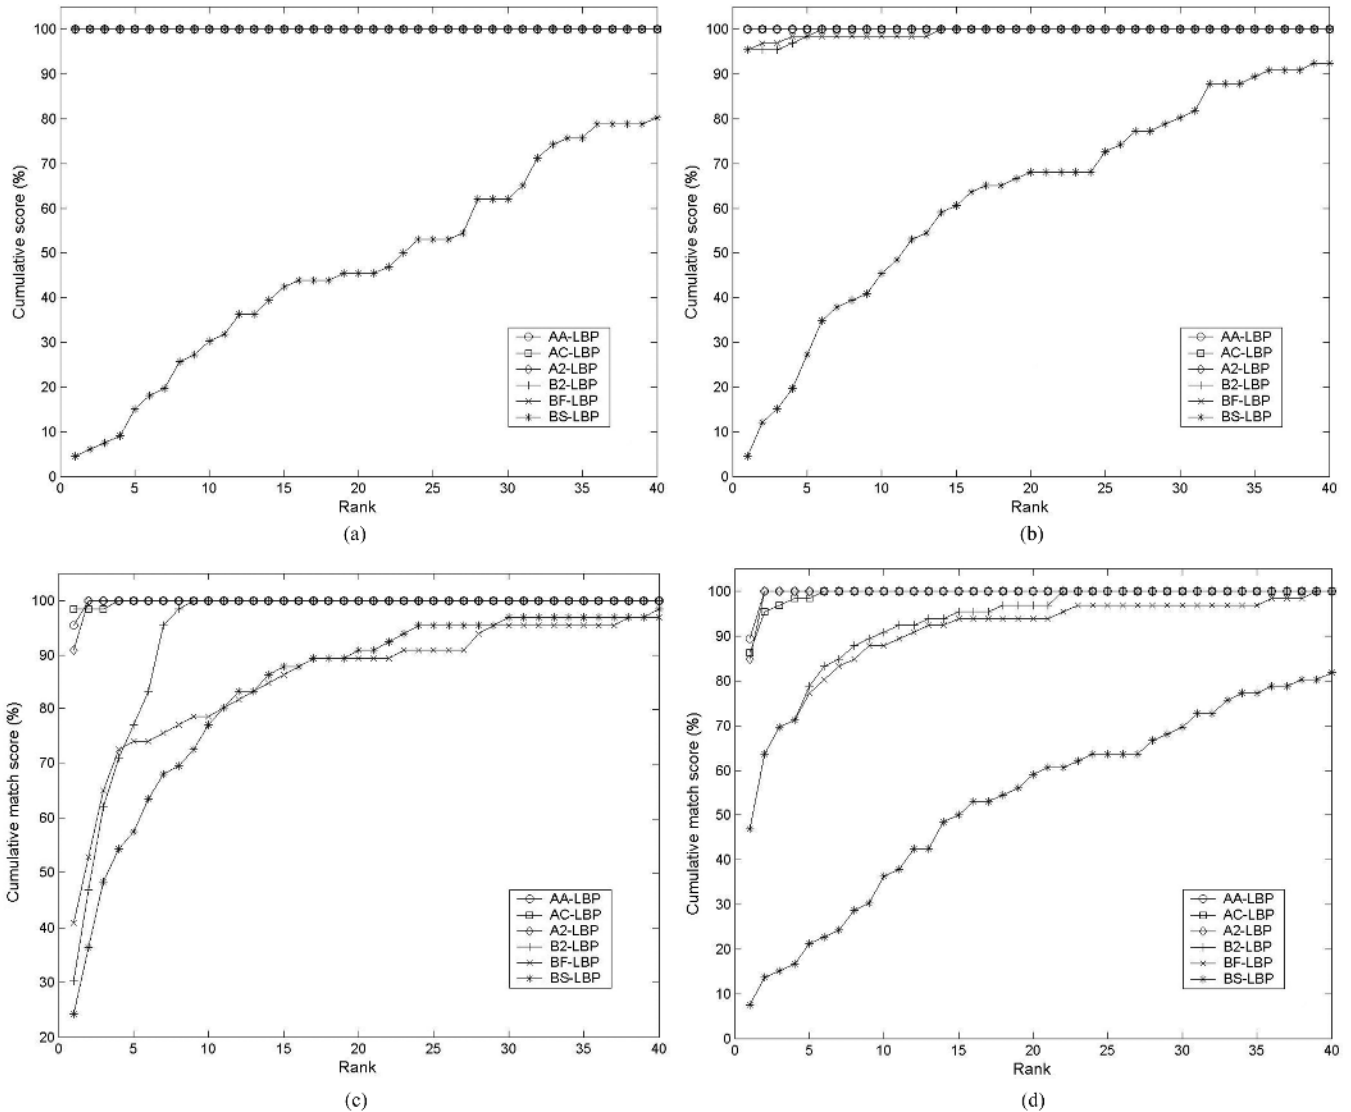 100
90
80
70
60
50
40
30
20
10
0
Cumulative score (%)
AA-LBP
AC-LBP
A2-LBP
B2-LBP
BF-LBP
BS-LBP
0 5 10 15 20 25 30 35 40
Rank
(a)
100
90
80
70
60
50
40
30
20
10
0
Cumulative score (%)
AA-LBP
AC-LBP
A2-LBP
B2-LBP
BF-LBP
BS-LBP
0 5 10 15 20 25 30 35 40
Rank
(b)
100
90
80
70
60
50
40
30
20
Cumulative match score (%)
AA-LBP
AC-LBP
A2-LBP
B2-LBP
BF-LBP
BS-LBP
0 5 10 15 20 25 30 35 40
Rank
(c)
100
90
80
70
60
50
40
30
20
10
0
Cumulative match score (%)
AA-LBP
AC-LBP
A2-LBP
B2-LBP
BF-LBP
BS-LBP
0 5 10 15 20 25 30 35 40
Rank
(d)